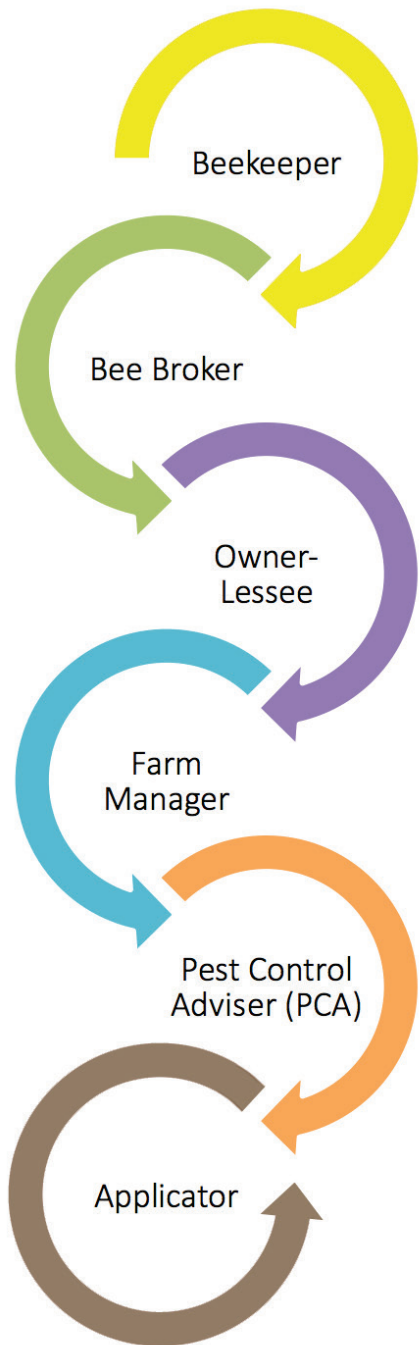 Beekeeper
Bee Broker
Owner-
Lessee
Farm
Manager
Pest Control
Adviser (PCA)
Applicator